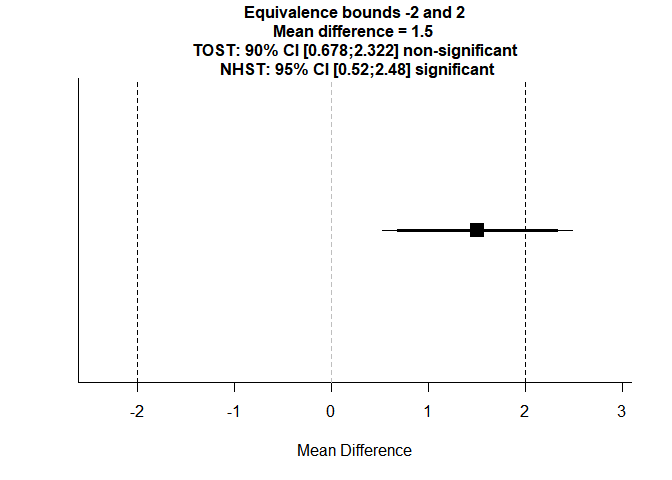 Equivalence bounds -2 and 2
Mean difference = 1.5
TOST: 90% CI [0.678;2.322] non-significant
NHST: 95% CI [0.52;2.48] significant
-2 -1 0 1 2 3
Mean Difference